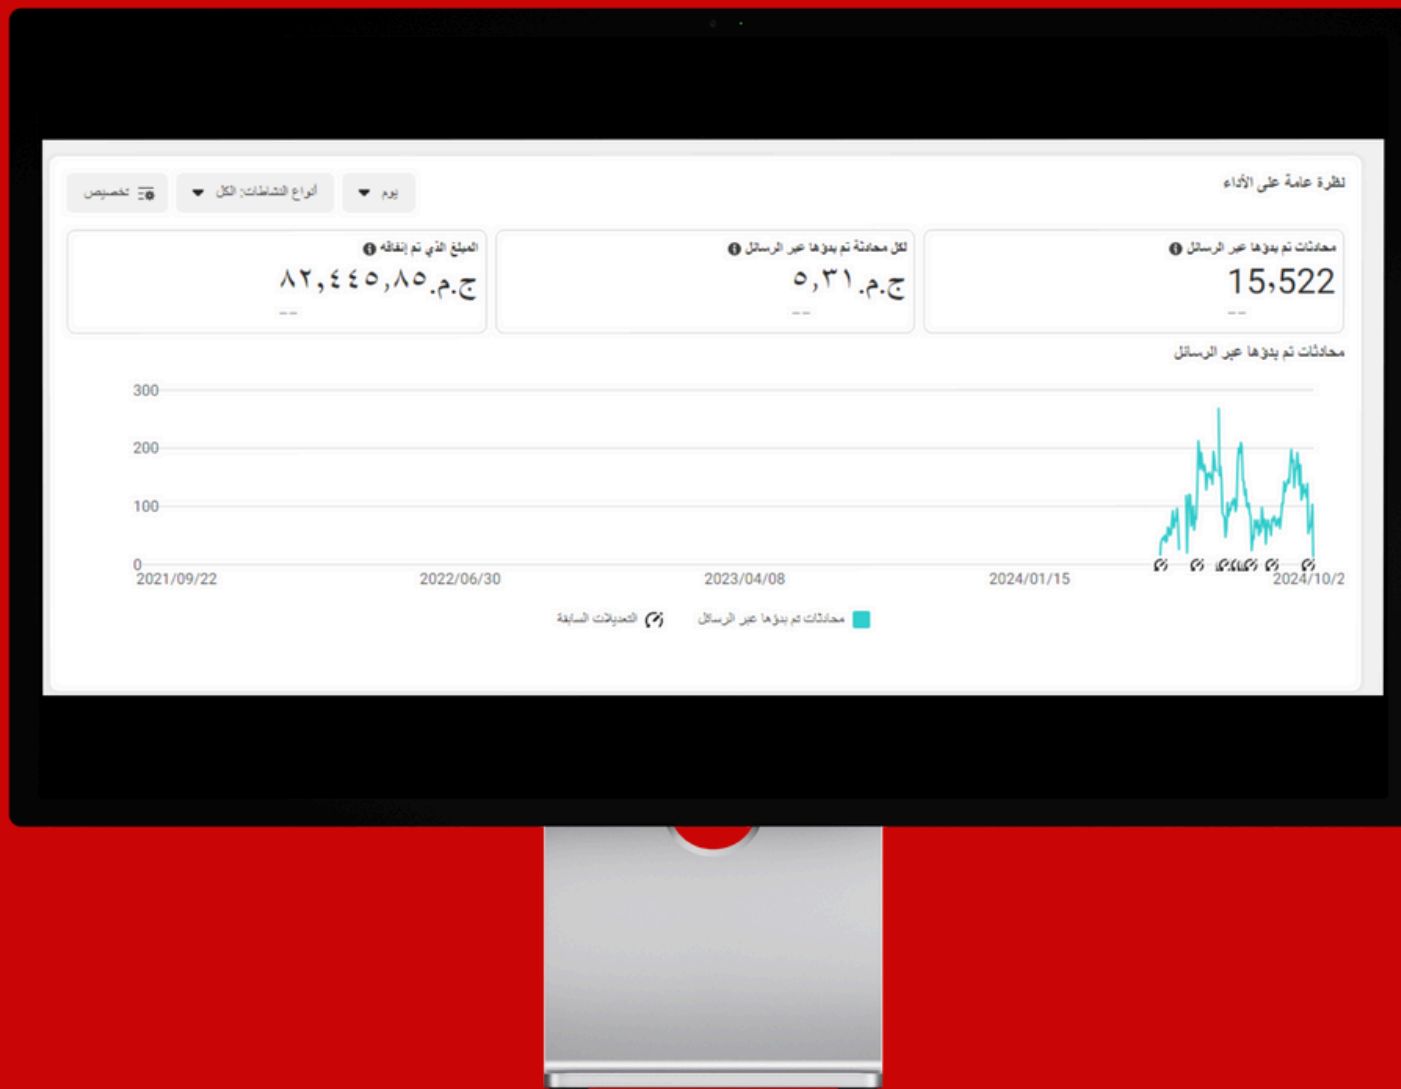 نظرة عامة على الأداء
يوم
أنواع النشاطات: الكل
تخصيص
محادثات تم بدؤها عبر الرسائل
15,522
--
لكل محادثة تم بدؤها عبر الرسائل
ج.م.٥,٣١
--
المبلغ الذي تم إنفاقه
ج.م.٨٢,٤٤٥,٨٥
--
محادثات تم بدؤها عبر الرسائل
300
200
100
0
2021/09/22 2022/06/30 2023/04/08 2024/01/15 2024/10/2
محادثات تم بدؤها عبر الرسائل
التعديلات السابقة